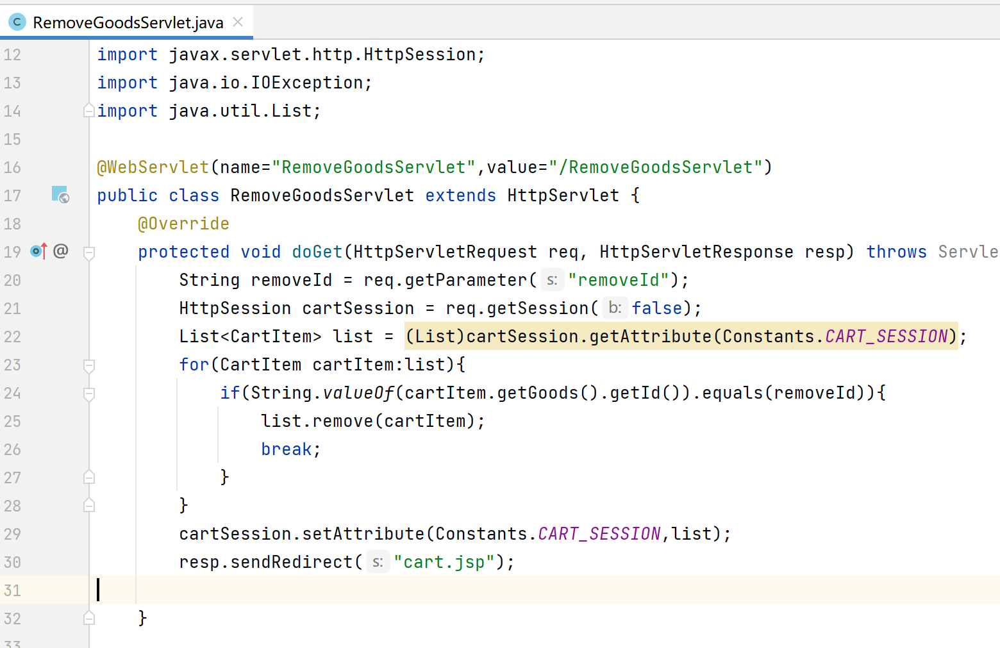 RemoveGoodsServlet.java
12 import javax.servlet.http.HttpSession;
13 import java.io.IOException;
14 import java.util.List;
15
16 @WebServlet(name="RemoveGoodsServlet",value="/RemoveGoodsServlet")
17 public class RemoveGoodsServlet extends HttpServlet {
18 @Override
19 @ protected void doGet(HttpServletRequest req, HttpServletResponse resp) throws Servle
20 String removeId = req.getParameter( s: "removeId");
21 HttpSession cartSession = req.getSession( b: false);
22 List<CartItem> list = (List)cartSession.getAttribute(Constants.CART_SESSION);
23 for(CartItem cartItem:list){
24 if(String.valueOf(cartItem.getGoods().getId()).equals(removeId)){
25 list.remove(cartItem);
26 break;
27 }
28 }
29 cartSession.setAttribute(Constants.CART_SESSION,list);
30 resp.sendRedirect( s: "cart.jsp");
31
32 }
33